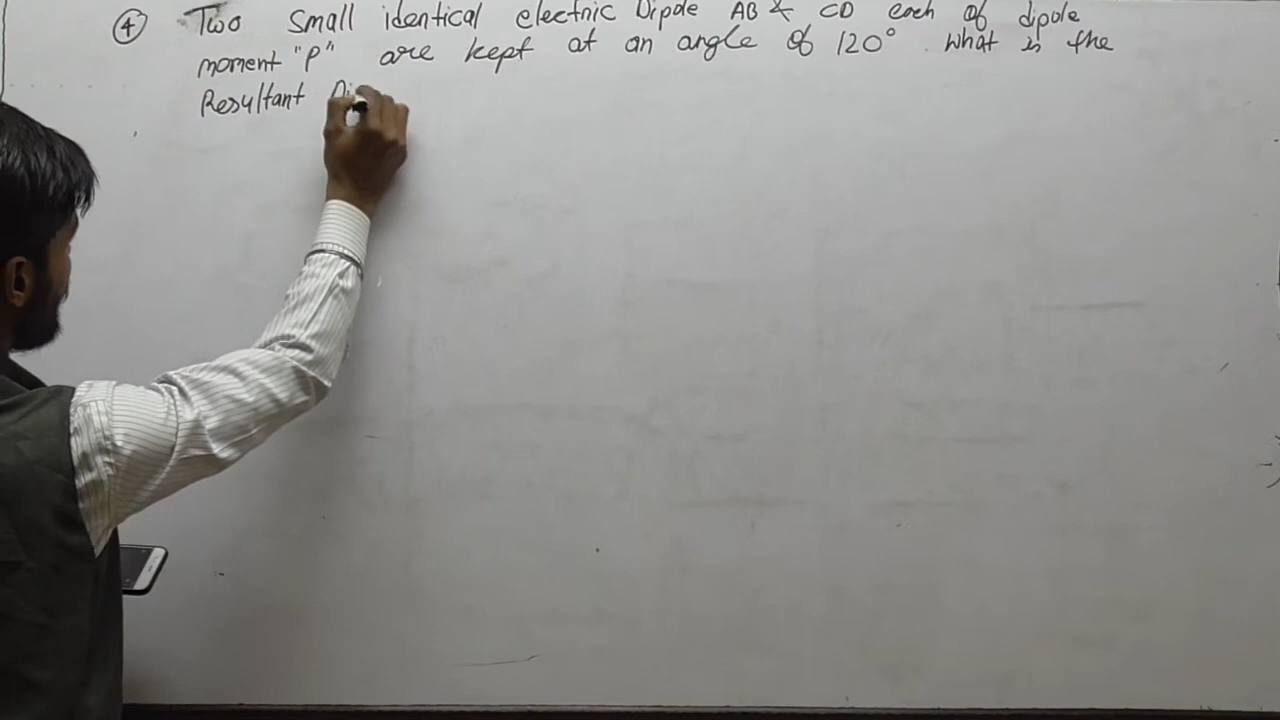 ④ Two Small identical electric Dipole AB & CD each of dipole
moment "P" are kept at an angle of 120°. What is the
Resultant Di